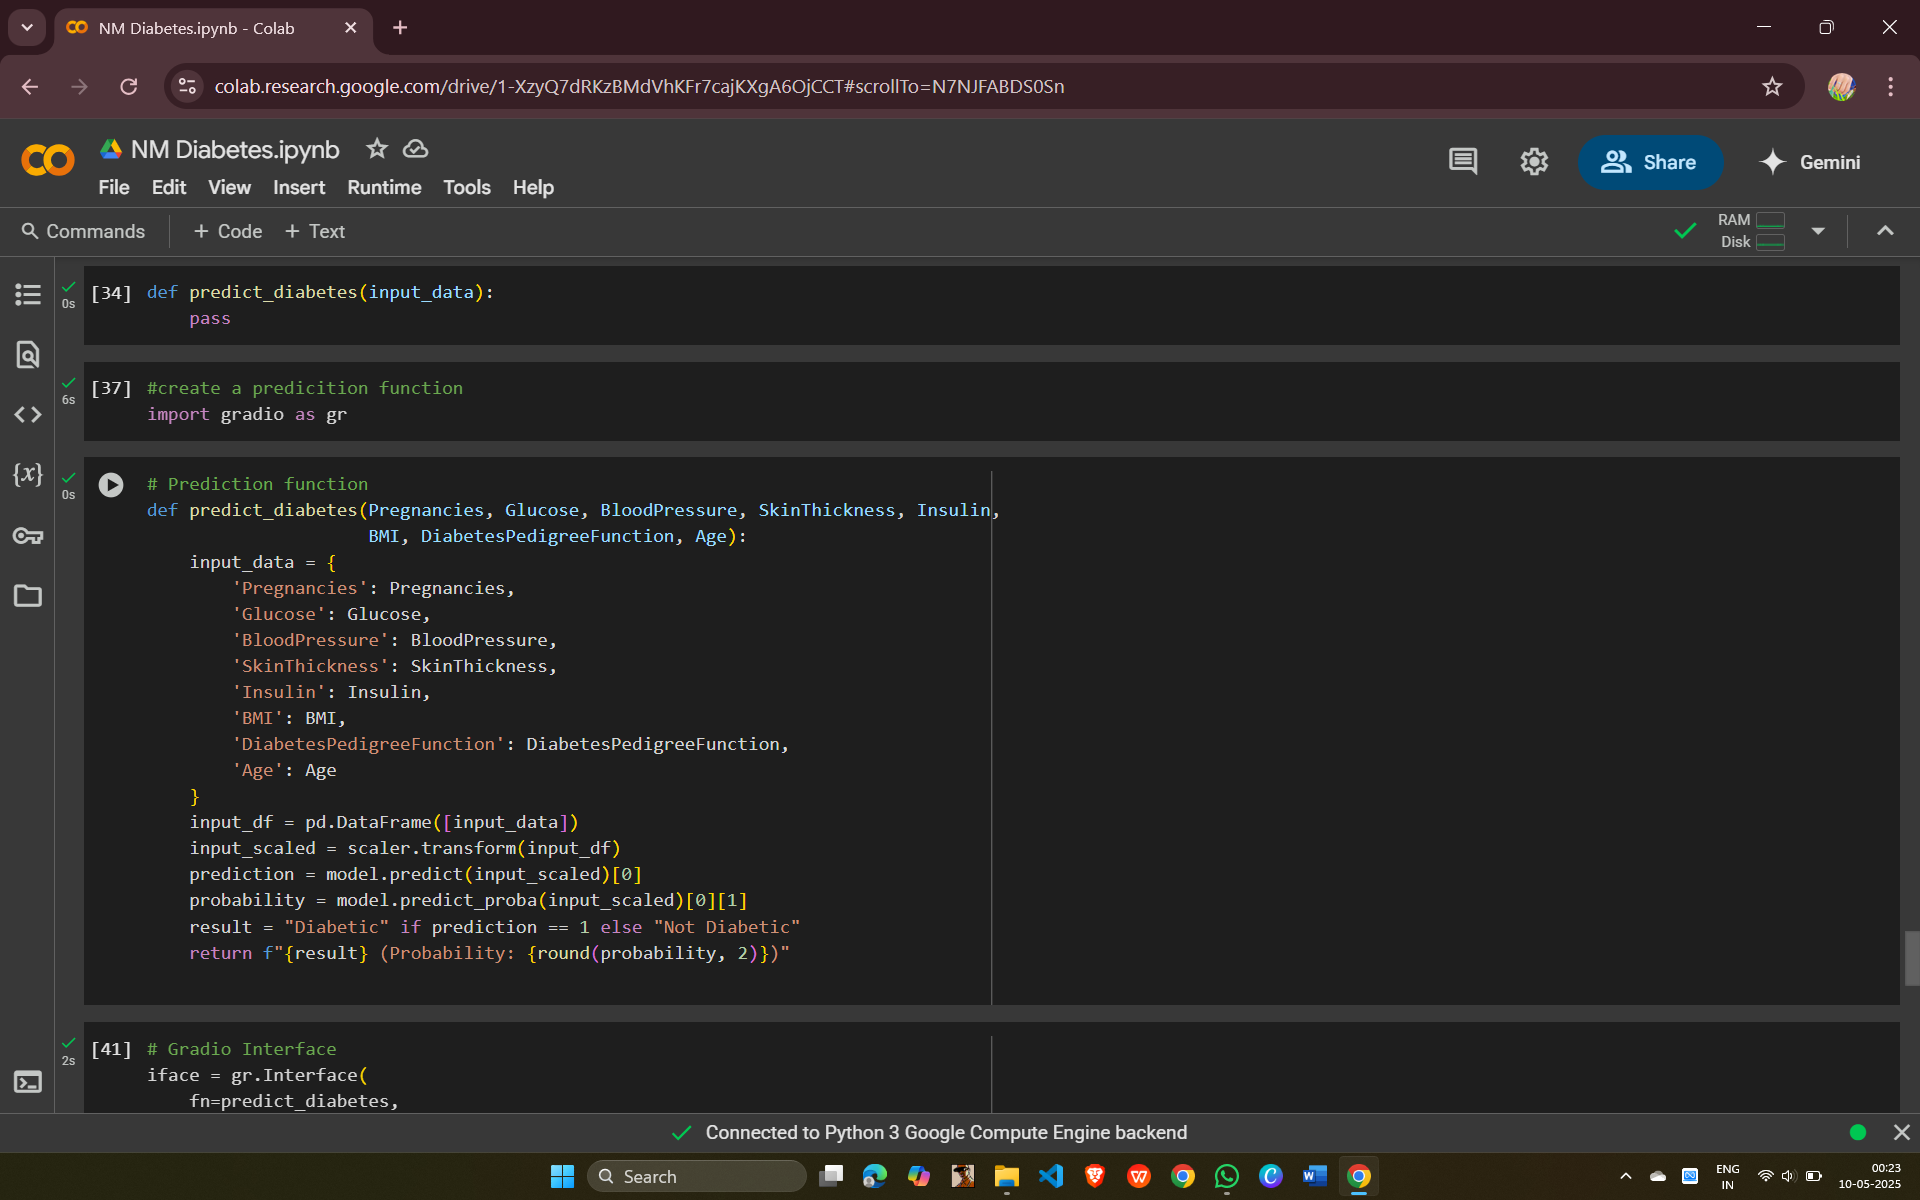 NM Diabetes.ipynb - Colab
colab.research.google.com/drive/1-XzyQ7dRKzBMdVhKFr7cajKXgA6OjCCT#scrollTo=N7NJFABDS0Sn
NM Diabetes.ipynb
File Edit View Insert Runtime Tools Help
Share
Gemini
Commands + Code + Text
RAM
Disk
0s
[34] def predict_diabetes(input_data):
pass
6s
[37] #create a predicition function
import gradio as gr
0s
# Prediction function
def predict_diabetes(Pregnancies, Glucose, BloodPressure, SkinThickness, Insulin,
BMI, DiabetesPedigreeFunction, Age):
input_data = {
'Pregnancies': Pregnancies,
'Glucose': Glucose,
'BloodPressure': BloodPressure,
'SkinThickness': SkinThickness,
'Insulin': Insulin,
'BMI': BMI,
'DiabetesPedigreeFunction': DiabetesPedigreeFunction,
'Age': Age
}
input_df = pd.DataFrame([input_data])
input_scaled = scaler.transform(input_df)
prediction = model.predict(input_scaled)[0]
probability = model.predict_proba(input_scaled)[0][1]
result = "Diabetic" if prediction == 1 else "Not Diabetic"
return f"{result} (Probability: {round(probability, 2)})"
2s
[41] # Gradio Interface
iface = gr.Interface(
fn=predict_diabetes,
Connected to Python 3 Google Compute Engine backend
Search
ENG
IN
00:23
10-05-2025